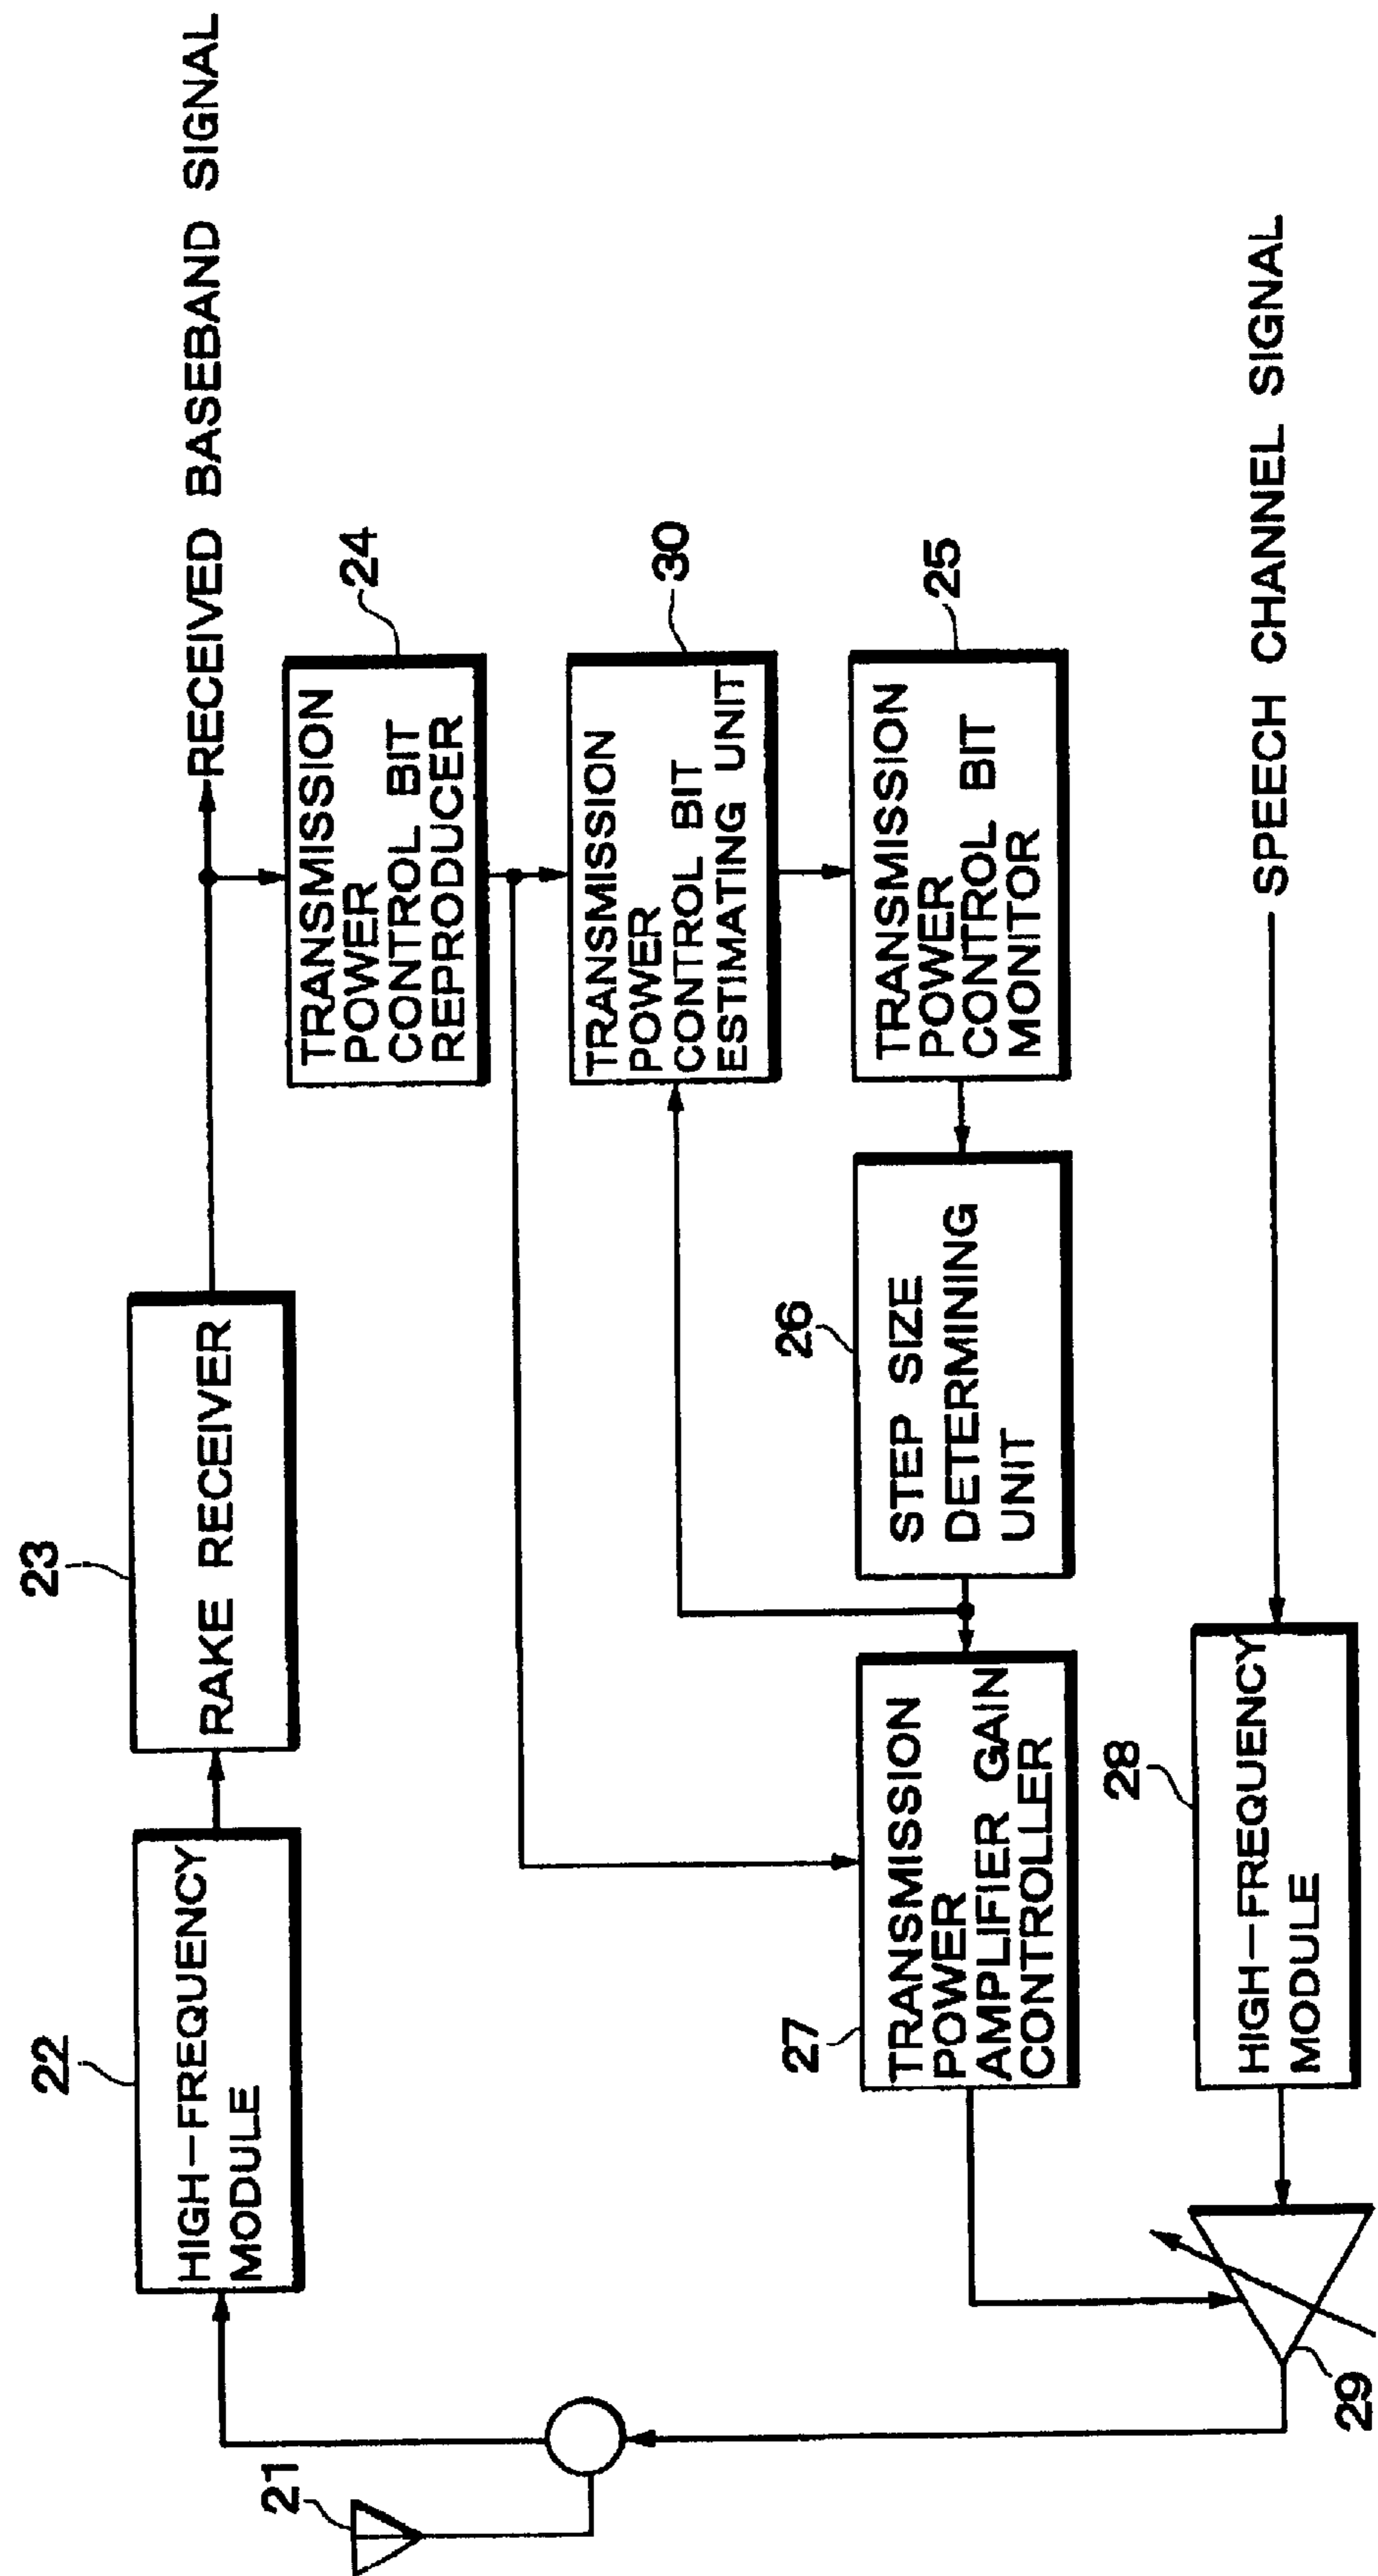 21
22
HIGH-FREQUENCY
MODULE
23
RAKE RECEIVER
RECEIVED BASEBAND SIGNAL
24
TRANSMISSION
POWER
CONTROL BIT
REPRODUCER
30
TRANSMISSION
POWER
CONTROL BIT
ESTIMATING UNIT
25
TRANSMISSION
POWER
CONTROL BIT
MONITOR
26
STEP SIZE
DETERMINING
UNIT
27
TRANSMISSION
POWER
AMPLIFIER GAIN
CONTROLLER
28
HIGH-FREQUENCY
MODULE
SPEECH CHANNEL SIGNAL
29